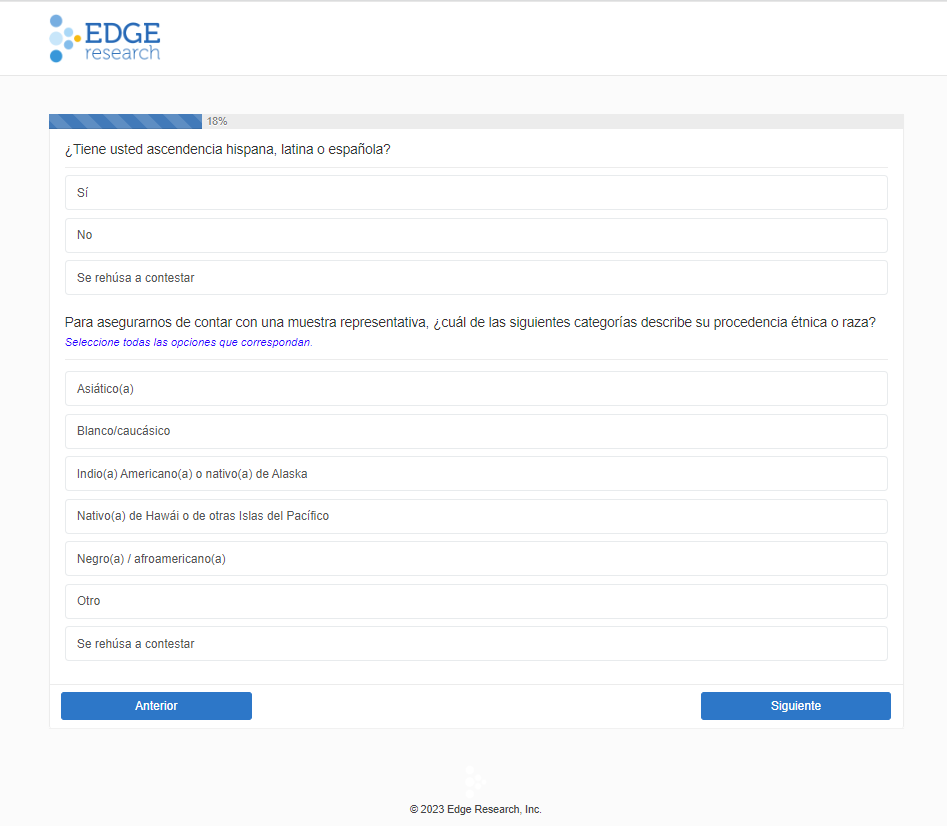 EDGE
research
18%
¿Tiene usted ascendencia hispana, latina o española?
Sí
No
Se rehúsa a contestar
Para asegurarnos de contar con una muestra representativa, ¿cuál de las siguientes categorías describe su procedencia étnica o raza?
Seleccione todas las opciones que correspondan.
Asiático(a)
Blanco/caucásico
Indio(a) Americano(a) o nativo(a) de Alaska
Nativo(a) de Hawái o de otras Islas del Pacífico
Negro(a) / afroamericano(a)
Otro
Se rehúsa a contestar
Anterior
Siguiente
© 2023 Edge Research, Inc.